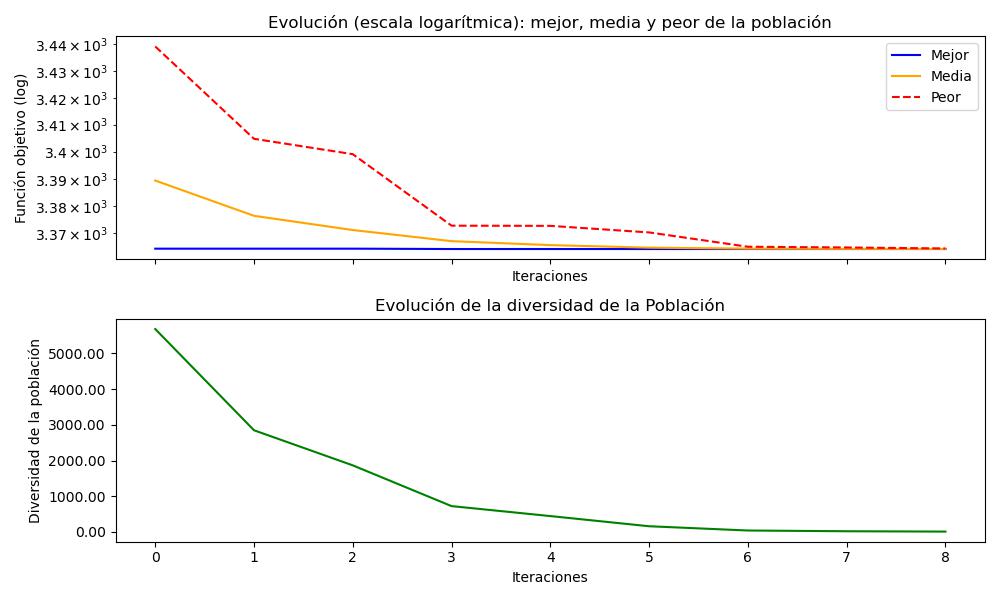 Evolución (escala logarítmica): mejor, media y peor de la población
Función objetivo (log)
3.44 × 10³
3.43 × 10³
3.42 × 10³
3.41 × 10³
3.4 × 10³
3.39 × 10³
3.38 × 10³
3.37 × 10³
Mejor
Media
Peor
Iteraciones
Evolución de la diversidad de la Población
Diversidad de la población
5000.00
4000.00
3000.00
2000.00
1000.00
0.00
0 1 2 3 4 5 6 7 8
Iteraciones